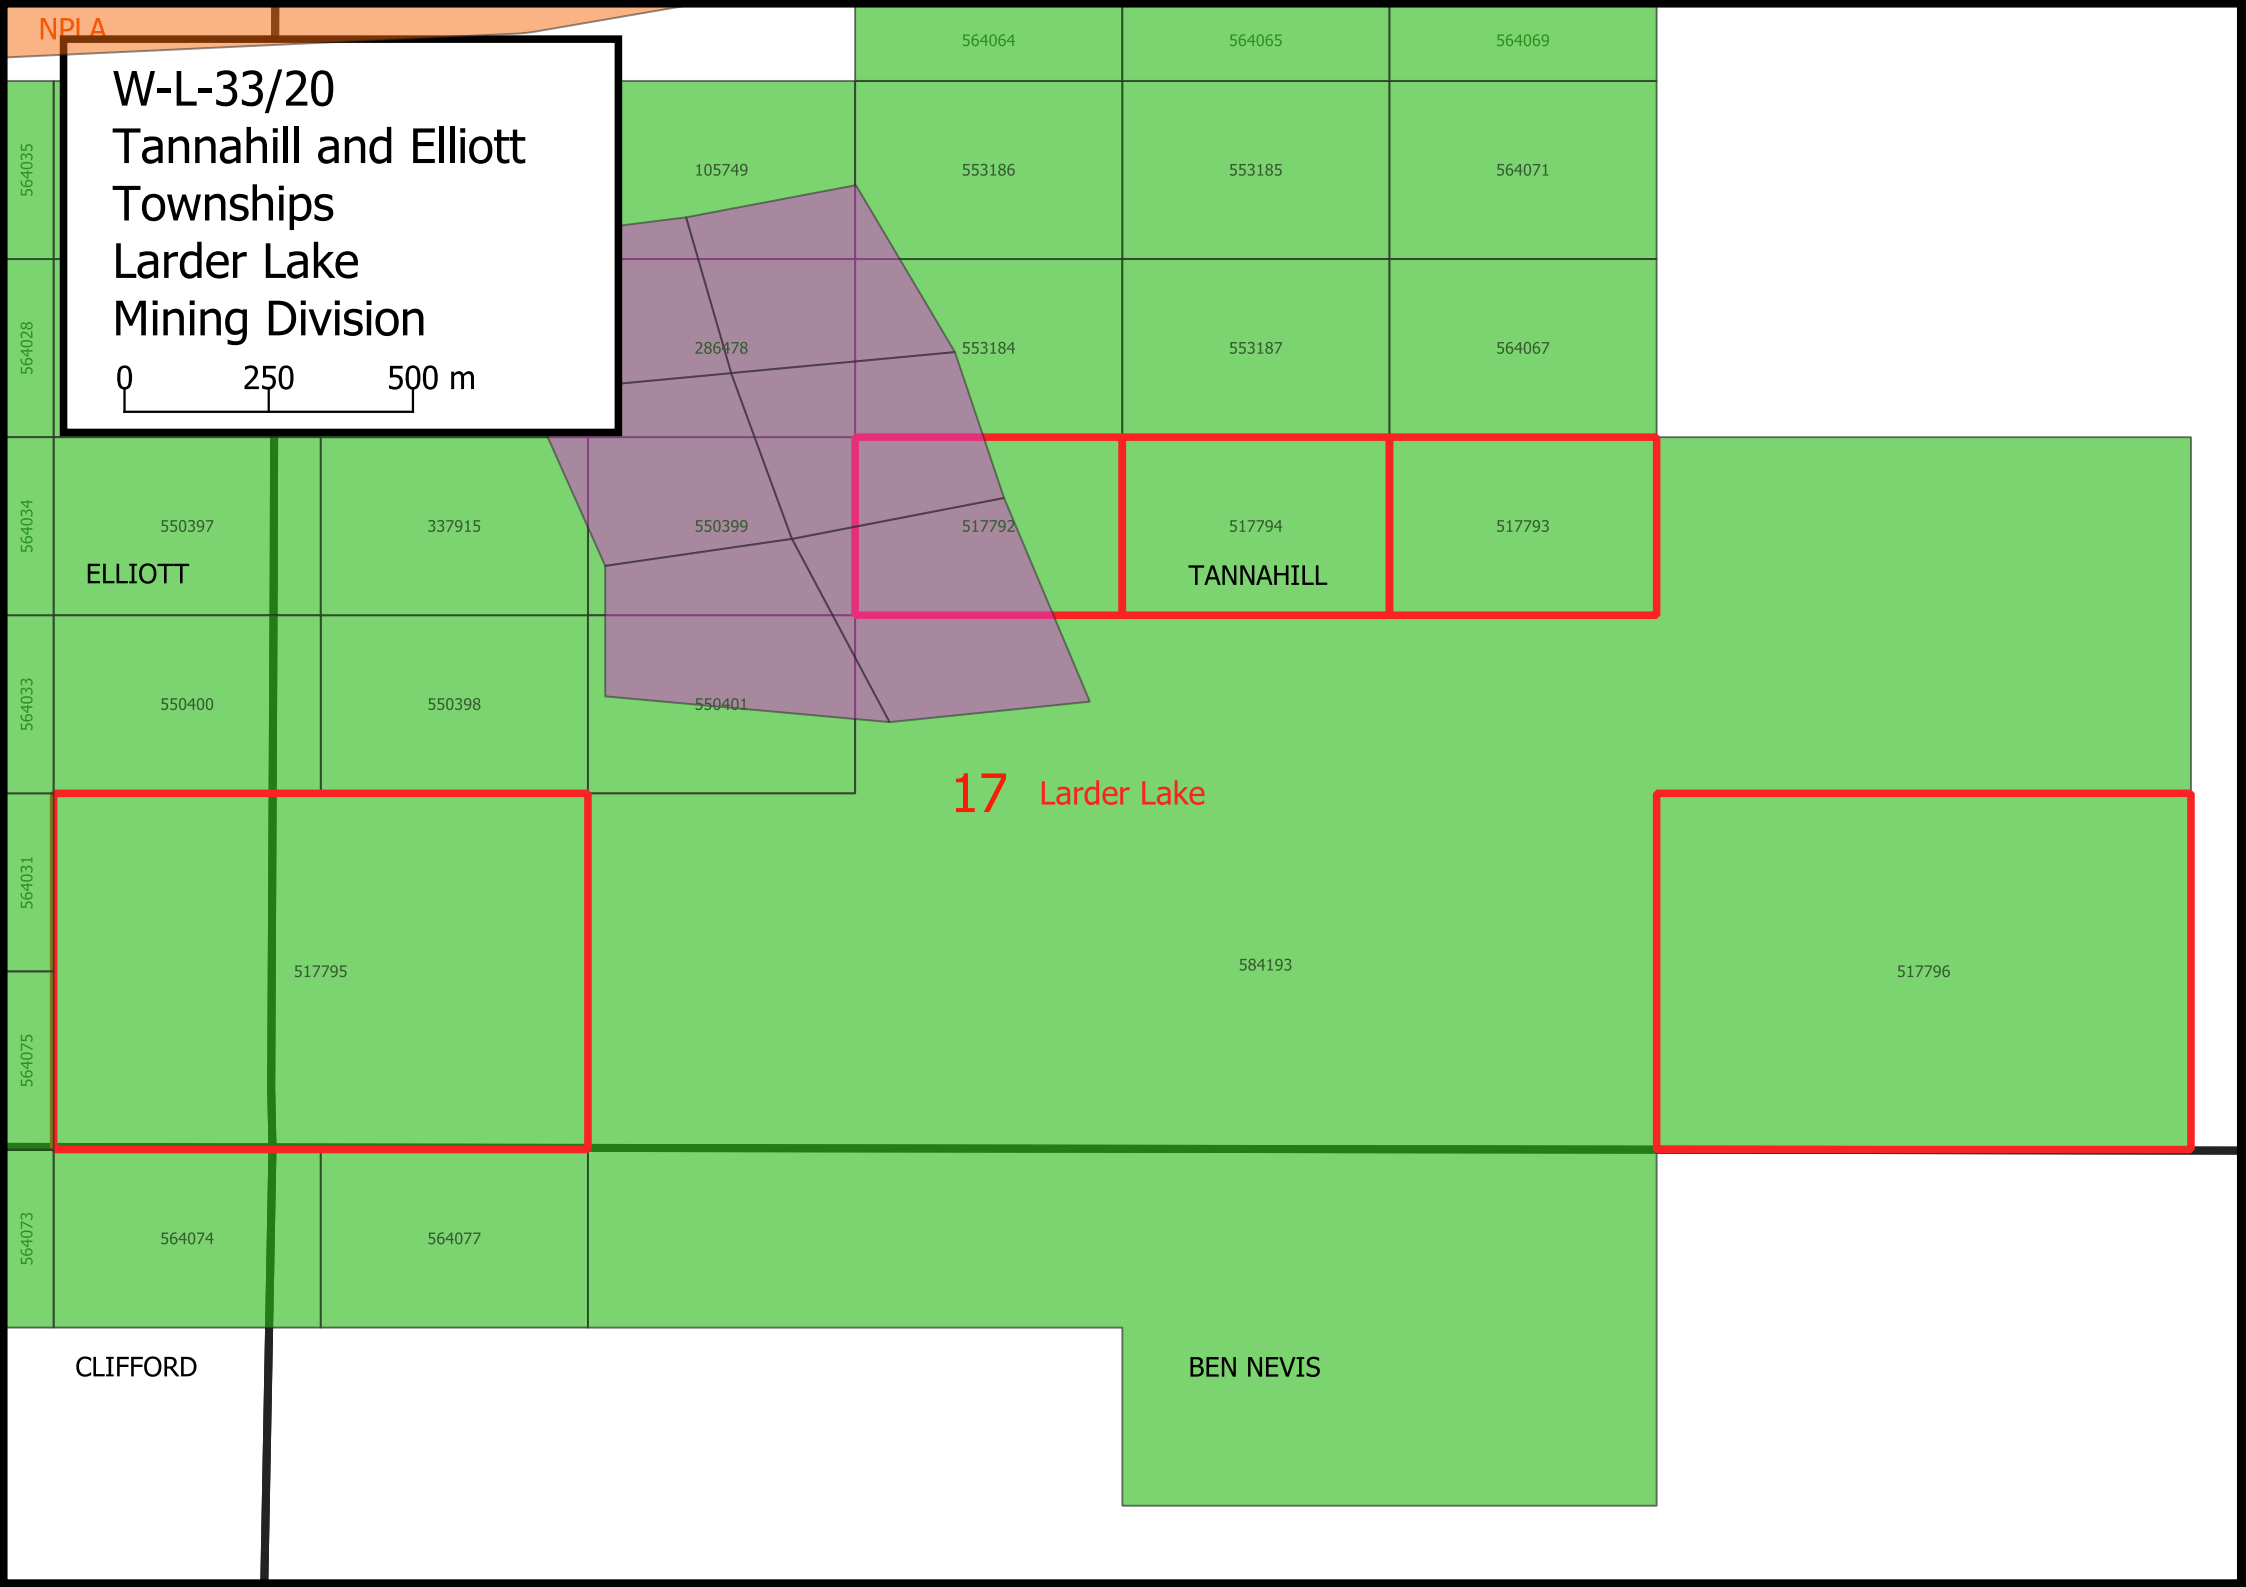 NPLA
W-L-33/20
Tannahill and Elliott
Townships
Larder Lake
Mining Division
0 250 500 m
564064 564065 564069
564035 105749 553186 553185 564071
564028 286478 553184 553187 564067
564034 550397 337915 550399 517792 517794 517793
ELLIOTT TANNAHILL
564033 550400 550398 550401
17 Larder Lake
564031
517795 584193 517796
564075
564073 564074 564077
CLIFFORD BEN NEVIS